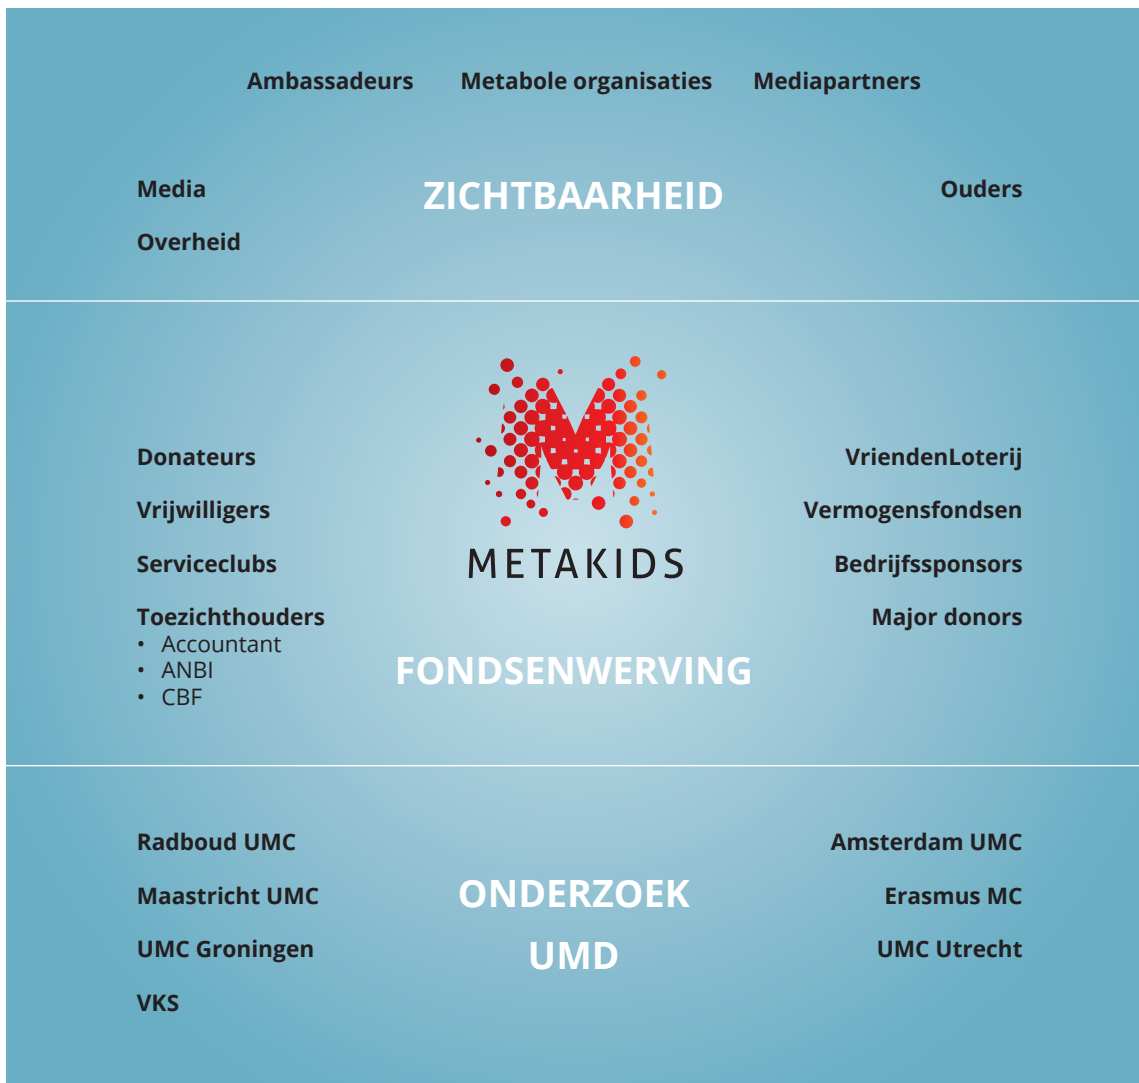 Ambassadeurs Metabole organisaties Mediapartners
Media ZICHTBAARHEID Ouders
Overheid
METAKIDS
Donateurs VriendenLoterij
Vrijwilligers Vermogensfondsen
Serviceclubs Bedrijfssponsors
Toezichthouders Major donors
• Accountant
• ANBI
• CBF
FONDSENWERVING
Radboud UMC Amsterdam UMC
Maastricht UMC ONDERZOEK Erasmus MC
UMC Groningen UMD UMC Utrecht
VKS